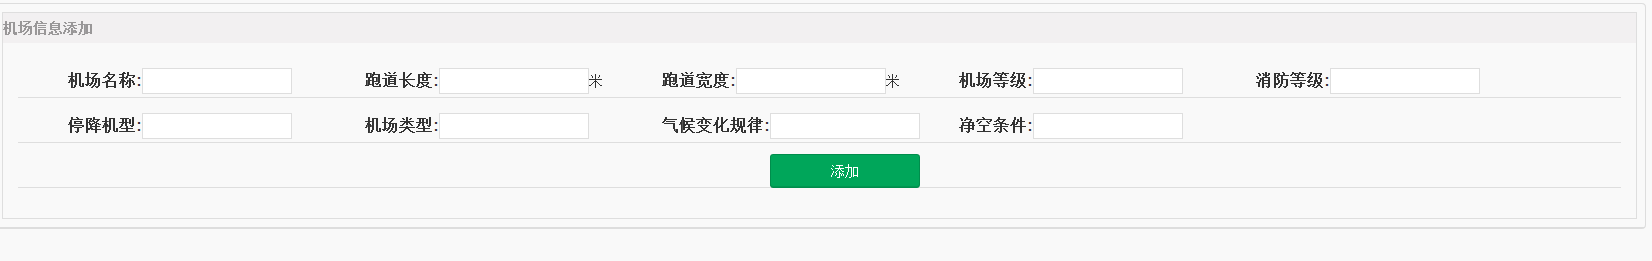 机场信息添加
机场名称: 跑道长度: 米 跑道宽度: 米 机场等级: 消防等级:
停降机型: 机场类型: 气候变化规律: 净空条件:
添加